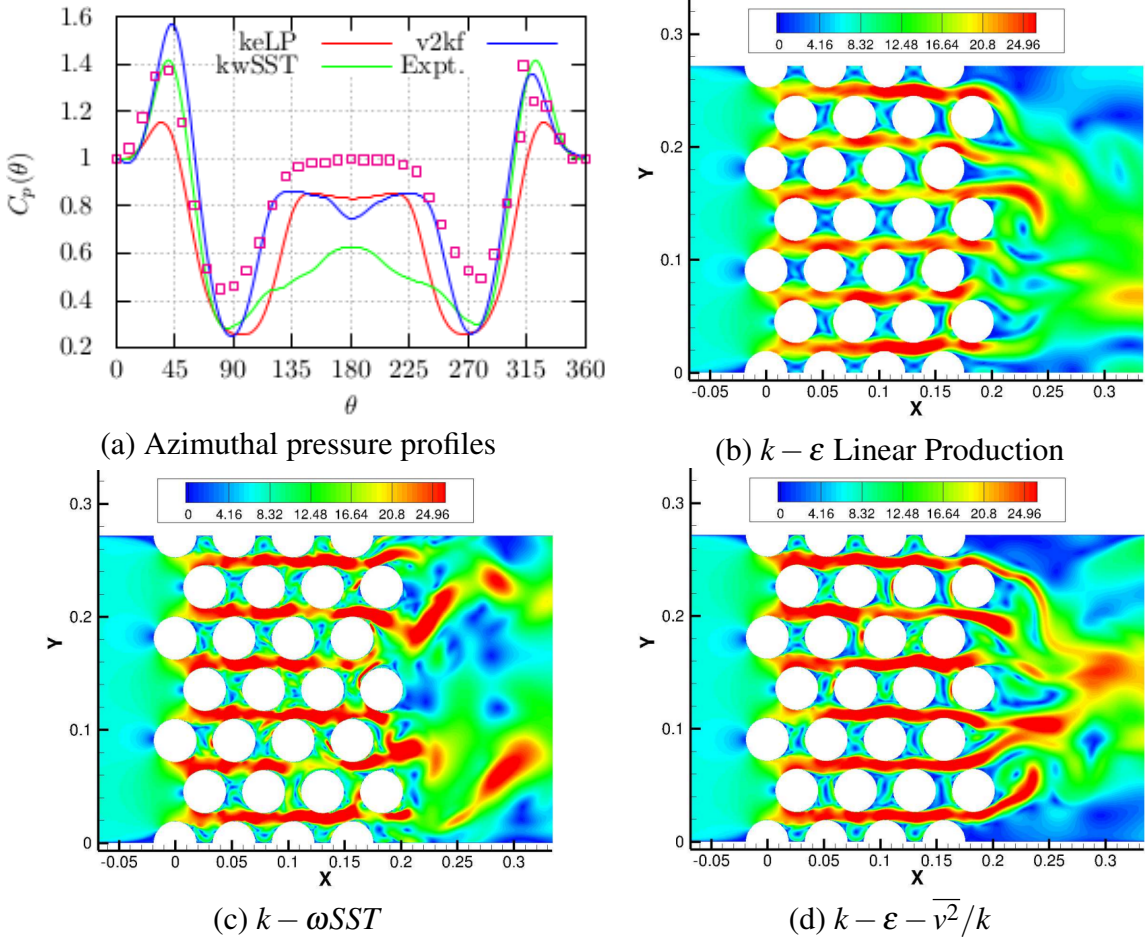 1.6
1.4
1.2
1
0.8
0.6
0.4
0.2
C_p(θ)
keLP
v2kf
kwSST
Expt.
0 45 90 135 180 225 270 315 360
θ
(a) Azimuthal pressure profiles
0 4.16 8.32 12.48 16.64 20.8 24.96
0.3
0.2
0.1
0
Y
-0.05 0 0.05 0.1 0.15 0.2 0.25 0.3
X
(b) k − ε Linear Production
0 4.16 8.32 12.48 16.64 20.8 24.96
0.3
0.2
0.1
0
Y
-0.05 0 0.05 0.1 0.15 0.2 0.25 0.3
X
(c) k − ωSST
0 4.16 8.32 12.48 16.64 20.8 24.96
0.3
0.2
0.1
0
Y
-0.05 0 0.05 0.1 0.15 0.2 0.25 0.3
X
(d) k − ε − v̅²/k